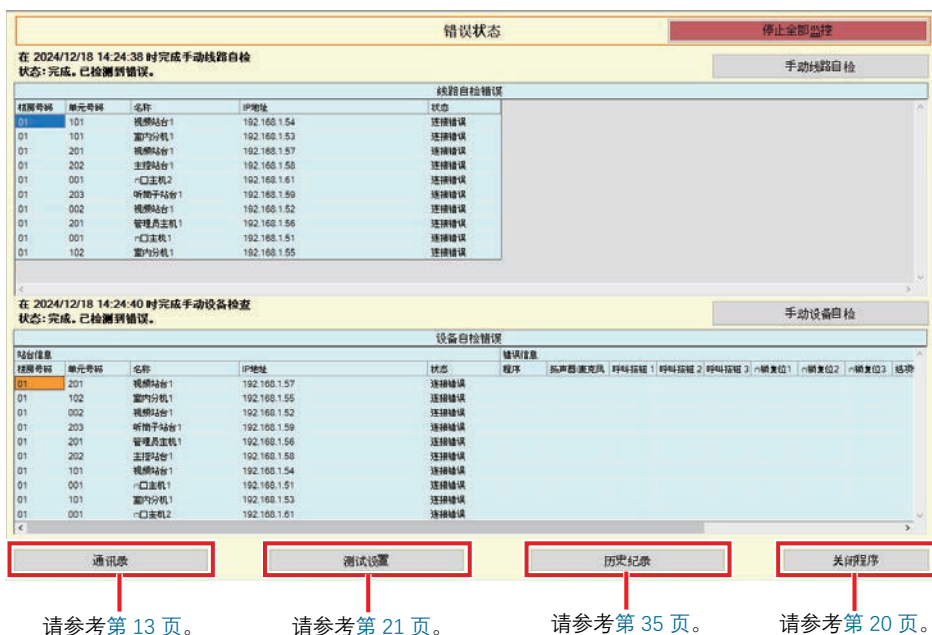 错误状态 停止全部监控
在 2024/12/18 14:24:38 时完成手动线路自检
状态: 完成。已检测到错误。
手动线路自检
线路自检错误
楼房号码 单元号码 名称 IP地址 状态
01 101 视频站台1 192.168.1.54 连接错误
01 101 室内分机1 192.168.1.53 连接错误
01 201 视频站台1 192.168.1.57 连接错误
01 202 主控站台1 192.168.1.58 连接错误
01 001 门口主机2 192.168.1.61 连接错误
01 203 听筒子站台1 192.168.1.59 连接错误
01 002 视频站台1 192.168.1.52 连接错误
01 201 管理员主机1 192.168.1.56 连接错误
01 001 门口主机1 192.168.1.51 连接错误
01 102 室内分机1 192.168.1.55 连接错误
在 2024/12/18 14:24:40 时完成手动设备检查
状态: 完成。已检测到错误。
手动设备自检
设备自检错误
站台信息 错误信息
楼房号码 单元号码 名称 IP地址 状态 程序 扬声器/麦克风 呼叫按钮 1 呼叫按钮 2 呼叫按钮 3 门锁复位1 门锁复位2 门锁复位3 选项
01 201 视频站台1 192.168.1.57 连接错误
01 102 室内分机1 192.168.1.55 连接错误
01 002 视频站台1 192.168.1.52 连接错误
01 203 听筒子站台1 192.168.1.59 连接错误
01 201 管理员主机1 192.168.1.56 连接错误
01 202 主控站台1 192.168.1.58 连接错误
01 101 视频站台1 192.168.1.54 连接错误
01 001 门口主机1 192.168.1.51 连接错误
01 101 室内分机1 192.168.1.53 连接错误
01 001 门口主机2 192.168.1.61 连接错误
通讯录 测试设置 历史纪录 关闭程序
请参考第 13 页。 请参考第 21 页。 请参考第 35 页。 请参考第 20 页。